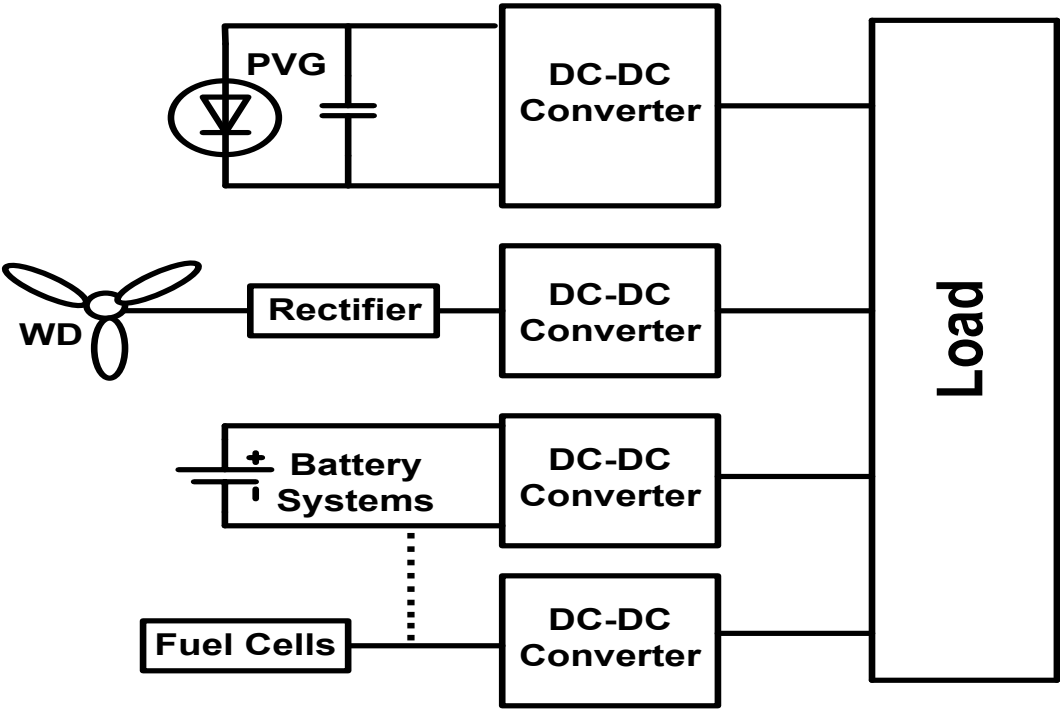 PVG
DC-DC
Converter
WD
Rectifier
DC-DC
Converter
Load
+
Battery
Systems
-
DC-DC
Converter
Fuel Cells
DC-DC
Converter